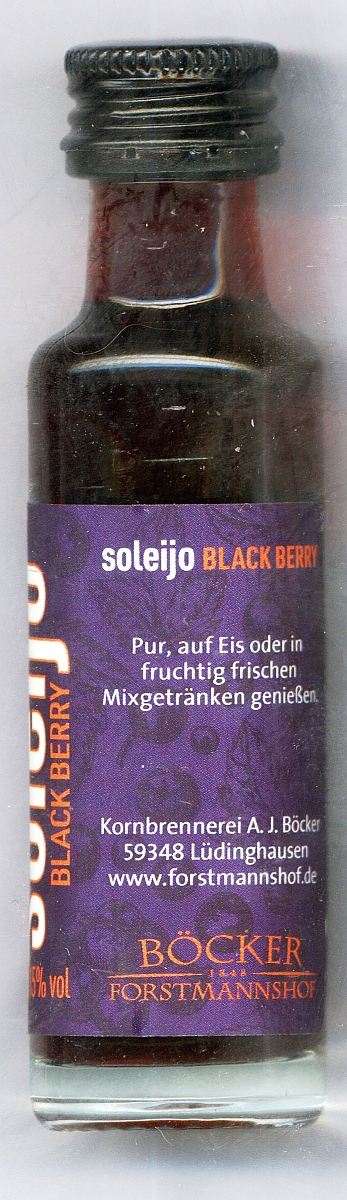 soleijo BLACK BERRY
Pur, auf Eis oder in
fruchtig frischen
Mixgetränken genießen.
Kornbrennerei A. J. Böcker
59348 Lüdinghausen
www.forstmannshof.de
BÖCKER
1848
FORSTMANNSHOF
soleijo
BLACK BERRY
5% vol